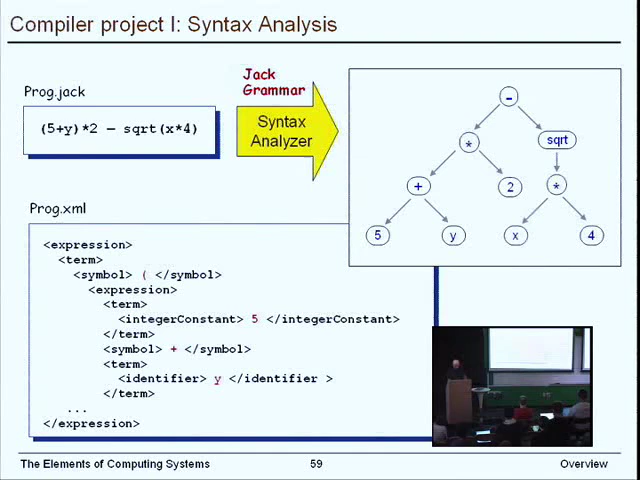 Compiler project I: Syntax Analysis
Prog.jack
(5+y)*2 – sqrt(x*4)
Jack
Grammar
Syntax
Analyzer
-
*
sqrt
+
2
*
5
y
x
4
Prog.xml
<expression>
<term>
<symbol> ( </symbol>
<expression>
<term>
<integerConstant> 5 </integerConstant>
</term>
<symbol> + </symbol>
<term>
<identifier> y </identifier >
</term>
...
</expression>
The Elements of Computing Systems
59
Overview